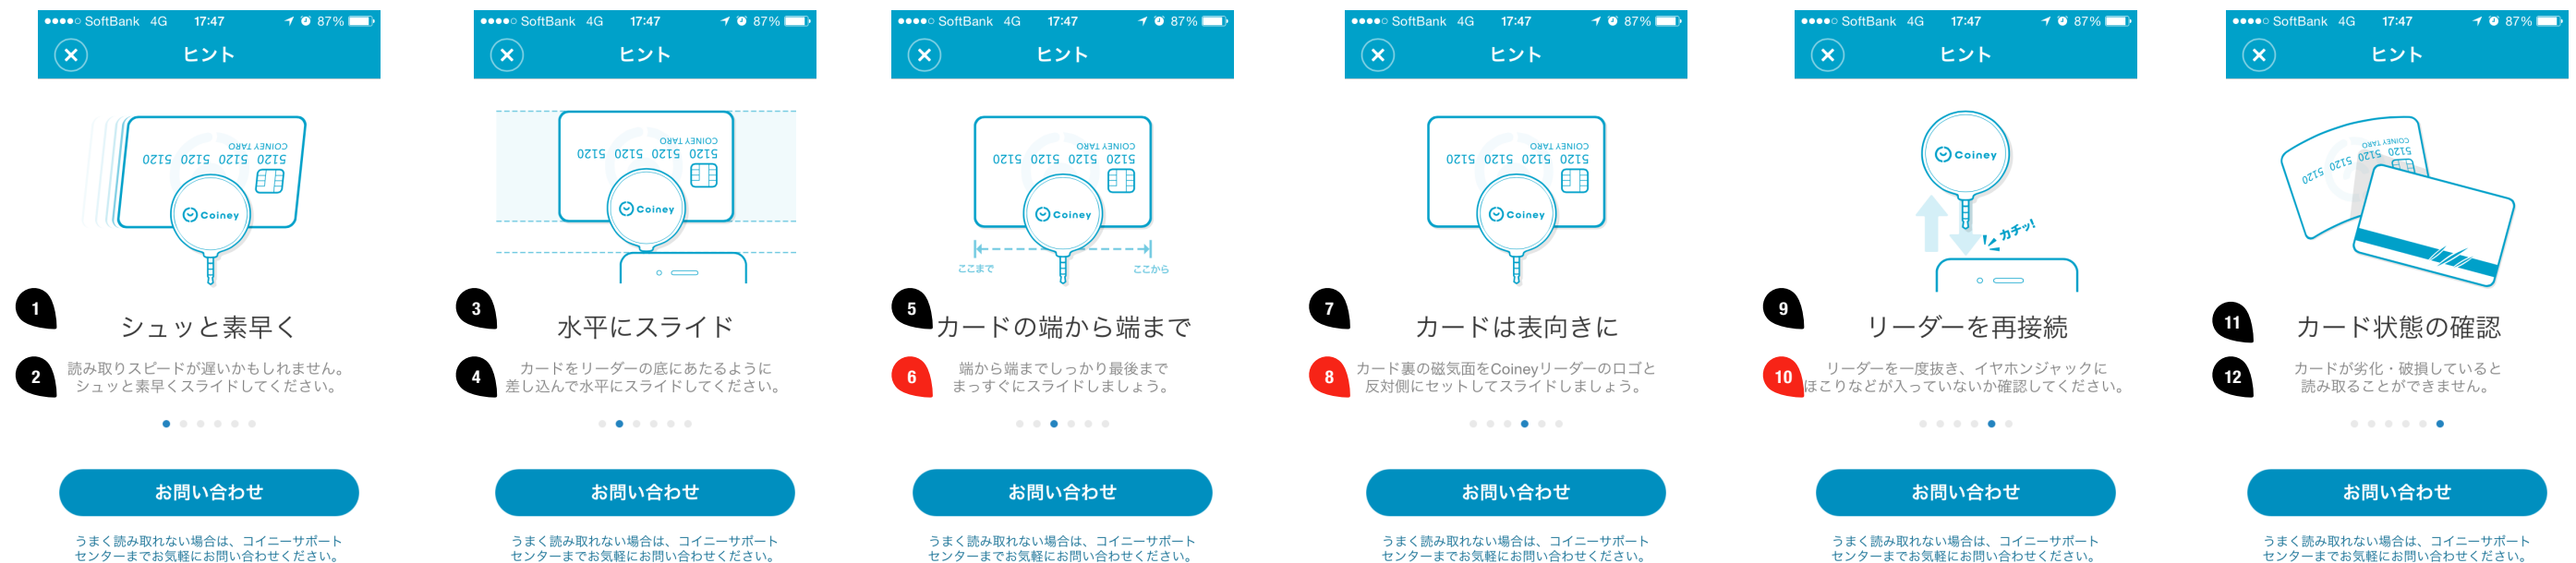 SoftBank 4G 17:47 87%
ヒント
COINEY TARO
5120 5120 5120 5120
Coiney
1
シュッと素早く
2
読み取りスピードが遅いかもしれません。
シュッと素早くスライドしてください。
お問い合わせ
うまく読み取れない場合は、コイニーサポート
センターまでお気軽にお問い合わせください。
SoftBank 4G 17:47 87%
ヒント
COINEY TARO
5120 5120 5120 5120
Coiney
3
水平にスライド
4
カードをリーダーの底にあたるように
差し込んで水平にスライドしてください。
お問い合わせ
うまく読み取れない場合は、コイニーサポート
センターまでお気軽にお問い合わせください。
SoftBank 4G 17:47 87%
ヒント
COINEY TARO
5120 5120 5120 5120
Coiney
ここまで ここから
5
カードの端から端まで
6
端から端までしっかり最後まで
まっすぐにスライドしましょう。
お問い合わせ
うまく読み取れない場合は、コイニーサポート
センターまでお気軽にお問い合わせください。
SoftBank 4G 17:47 87%
ヒント
COINEY TARO
5120 5120 5120 5120
Coiney
7
カードは表向きに
8
カード裏の磁気面をCoineyリーダーのロゴと
反対側にセットしてスライドしましょう。
お問い合わせ
うまく読み取れない場合は、コイニーサポート
センターまでお気軽にお問い合わせください。
SoftBank 4G 17:47 87%
ヒント
Coiney
カチッ!
9
リーダーを再接続
10
リーダーを一度抜き、イヤホンジャックに
ほこりなどが入っていないか確認してください。
お問い合わせ
うまく読み取れない場合は、コイニーサポート
センターまでお気軽にお問い合わせください。
SoftBank 4G 17:47 87%
ヒント
COINEY TARO
5120 5120 5120 5120
11
カード状態の確認
12
カードが劣化・破損していると
読み取ることができません。
お問い合わせ
うまく読み取れない場合は、コイニーサポート
センターまでお気軽にお問い合わせください。